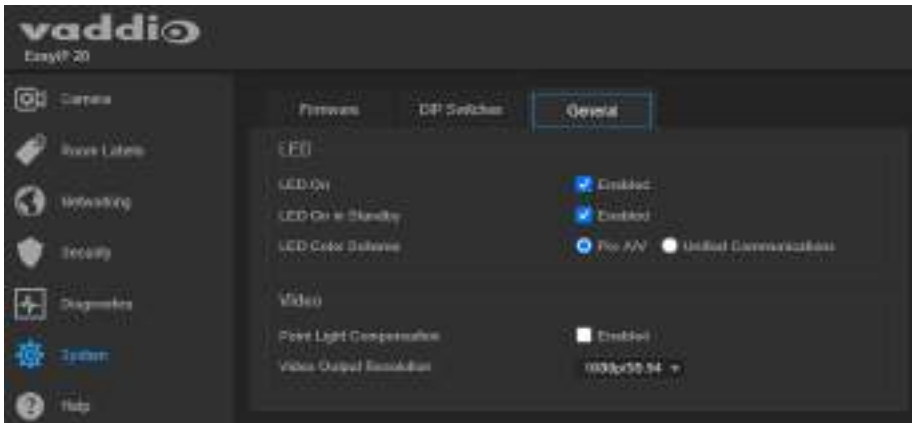 vaddio
EasyIP 20
Camera
Room Labels
Networking
Security
Diagnostics
System
Help
Firmware
DIP Switches
General
LED
LED On
Enabled
LED On in Standby
Enabled
LED Color Scheme
Pro A/V
Unified Communications
Video
Point Light Compensation
Enabled
Video Output Resolution
1080p/59.94